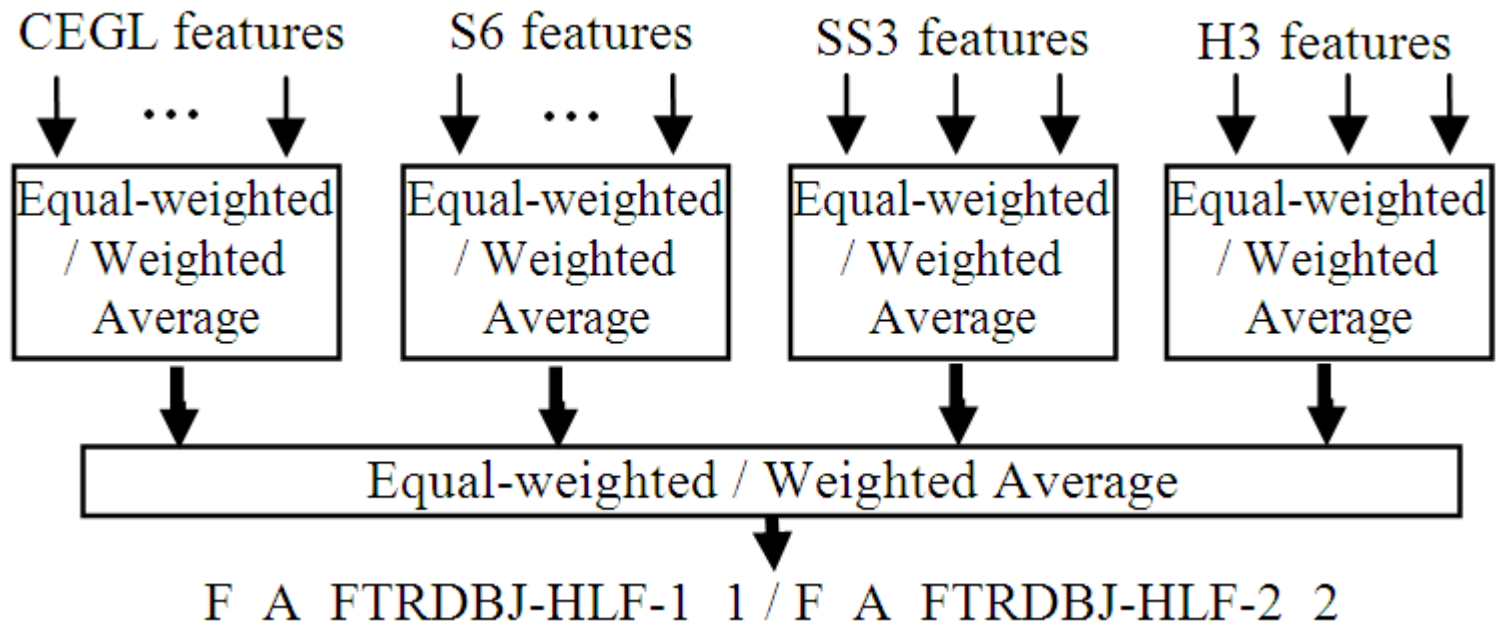 CEGL features S6 features SS3 features H3 features
... ...
Equal-weighted Equal-weighted Equal-weighted Equal-weighted
/ Weighted / Weighted / Weighted / Weighted
Average Average Average Average
Equal-weighted / Weighted Average
F A FTRDBJ-HLF-1 1 / F A FTRDBJ-HLF-2 2